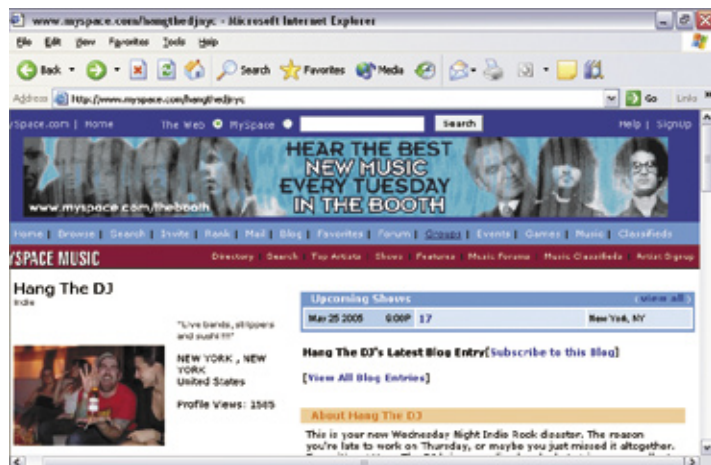 www.myspace.com/hangthedjnyc - Microsoft Internet Explorer
File Edit View Favorites Tools Help
Back Search Favorites Media
Address http://www.myspace.com/hangthedjnyc Go Links
ySpace.com | Home The Web MySpace Search Help | SignUp
HEAR THE BEST
NEW MUSIC
EVERY TUESDAY
IN THE BOOTH
www.myspace.com/thebooth
Home | Browse | Search | Invite | Rank | Mail | Blog | Favorites | Forum | Groups | Events | Games | Music | Classifieds
YSPACE MUSIC Directory | Search | Top Artists | Shows | Features | Music Forums | Music Classifieds | Artist Signup
Hang The DJ
Indie
"Live bands, strippers
and sushi !!!"
NEW YORK , NEW
YORK
United States
Profile Views: 1585
Upcoming Shows (view all)
May 25 2005 6:00P 17 New York, NY
Hang The DJ's Latest Blog Entry[Subscribe to this Blog]
[View All Blog Entries]
About Hang The DJ
This is your new Wednesday Night Indie Rock disaster. The reason
you're late to work on Thursday, or maybe you just missed it altogether.